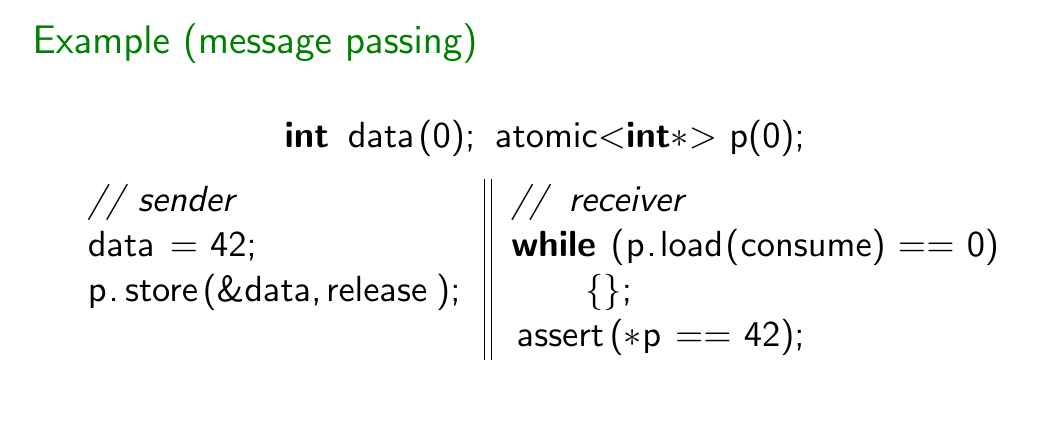 Example (message passing)
int data(0); atomic<int*> p(0);
// sender
data = 42;
p.store(&data,release );
// receiver
while (p.load(consume) == 0)
{};
assert(*p == 42);